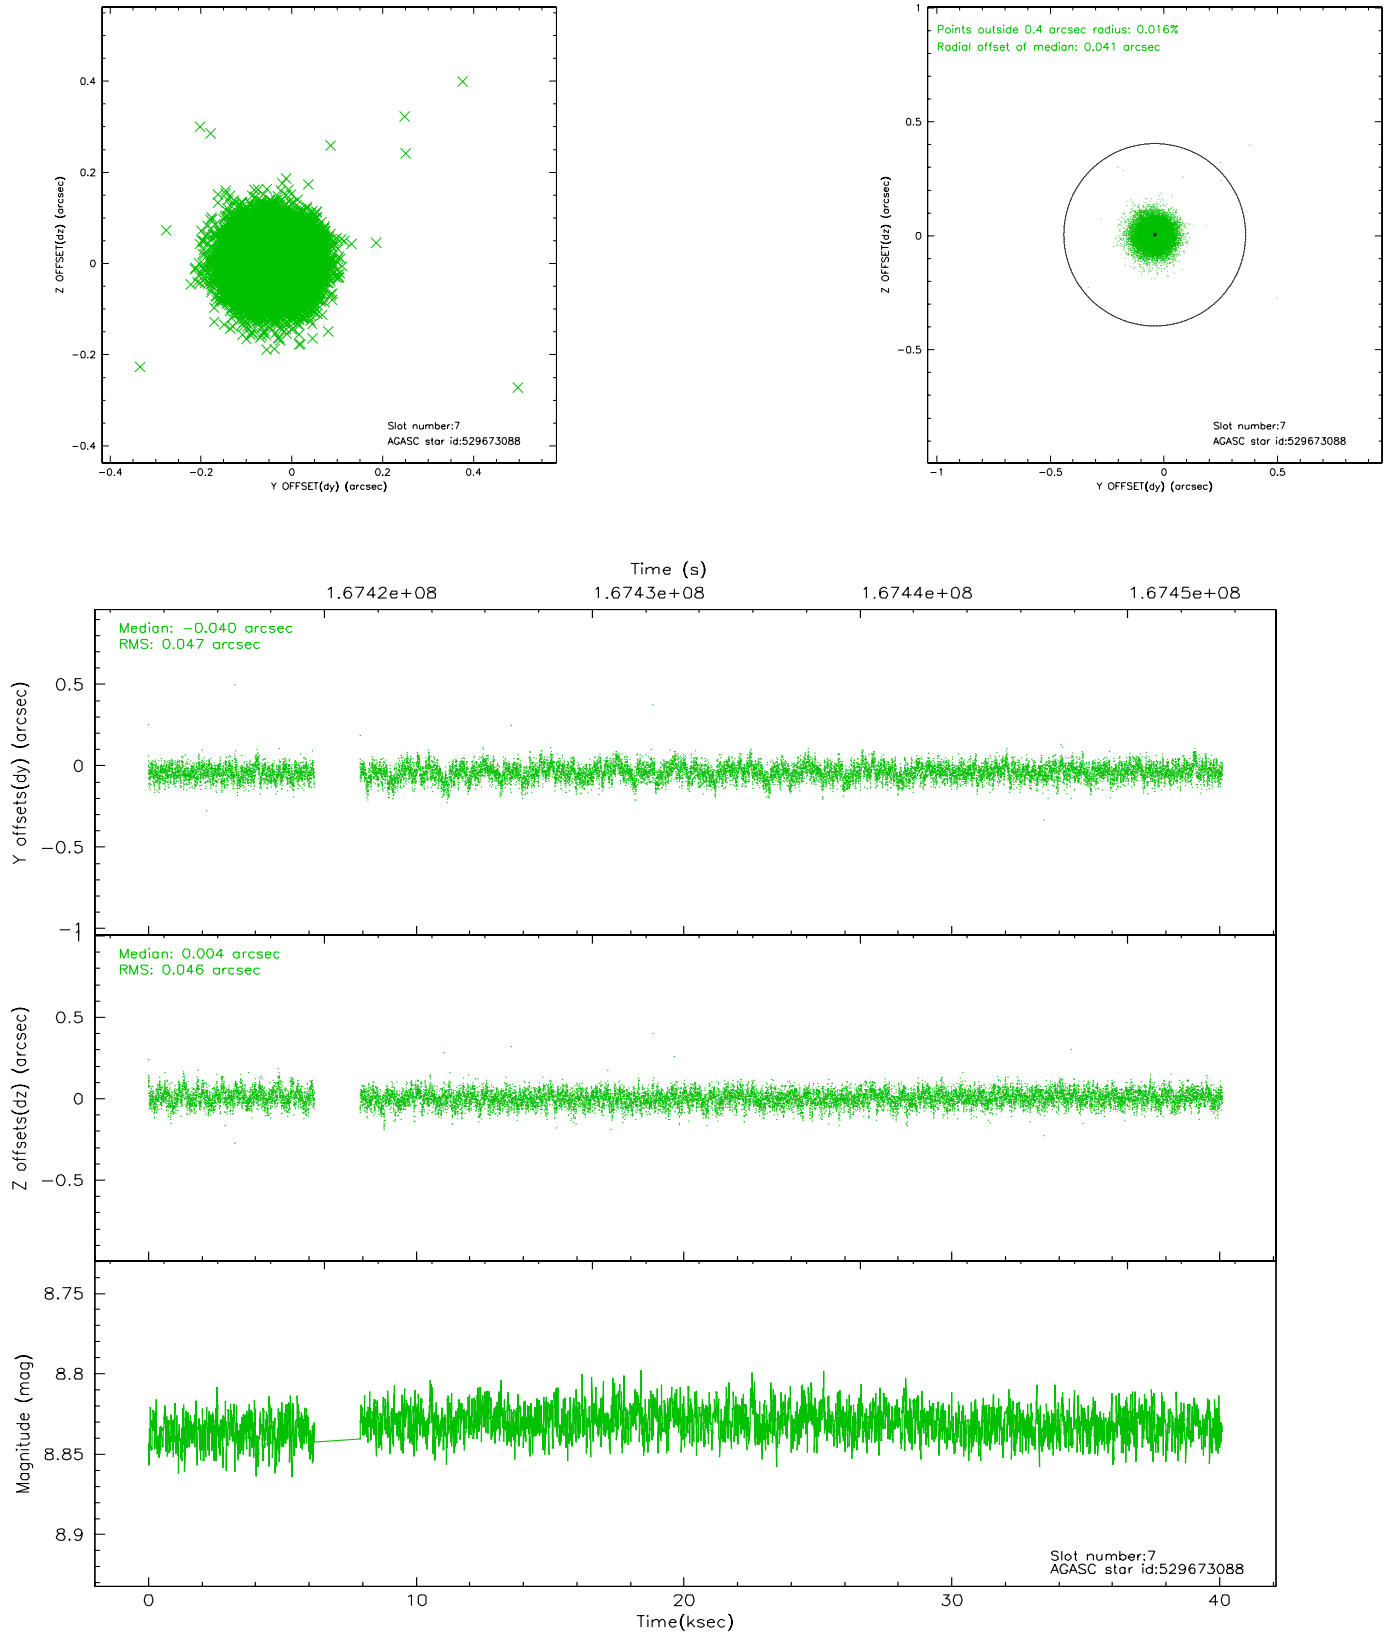 0.4
0.2
0
−0.2
−0.4
Z OFFSET(dz) (arcsec)
Slot number:7
AGASC star id:529673088
−0.4
−0.2
0
0.2
0.4
Y OFFSET(dy) (arcsec)
Points outside 0.4 arcsec radius: 0.016%
Radial offset of median: 0.041 arcsec
1
0.5
0
−0.5
Z OFFSET(dz) (arcsec)
Slot number:7
AGASC star id:529673088
−1
−0.5
0
0.5
Y OFFSET(dy) (arcsec)
Time (s)
1.6742e+08
1.6743e+08
1.6744e+08
1.6745e+08
Median: −0.040 arcsec
RMS: 0.047 arcsec
0.5
0
−0.5
−1
Y offsets(dy) (arcsec)
Median: 0.004 arcsec
RMS: 0.046 arcsec
1
0.5
0
−0.5
Z offsets(dz) (arcsec)
8.75
8.8
8.85
8.9
Magnitude (mag)
Slot number:7
AGASC star id:529673088
0
10
20
30
40
Time(ksec)